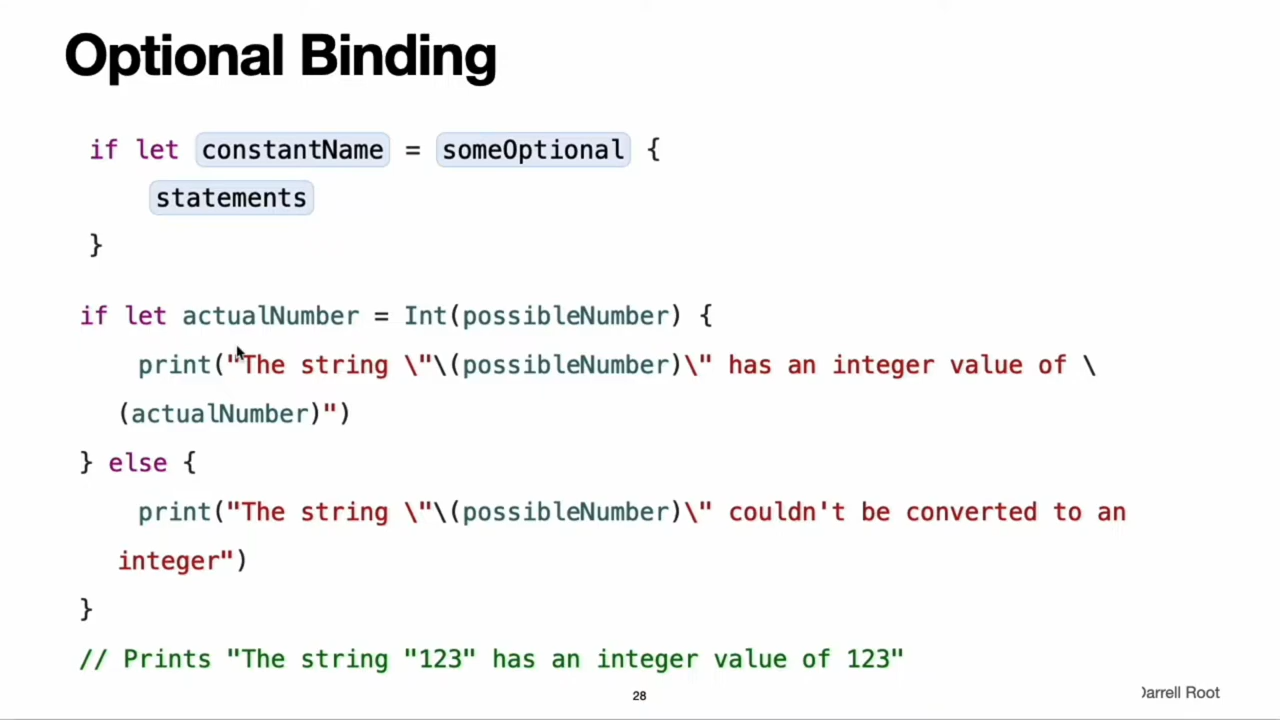 Optional Binding
if let constantName = someOptional {
statements
}
if let actualNumber = Int(possibleNumber) {
print("The string \"\(possibleNumber)\" has an integer value of \
(actualNumber)")
} else {
print("The string \"\(possibleNumber)\" couldn't be converted to an
integer")
}
// Prints "The string "123" has an integer value of 123"
28
Darrell Root